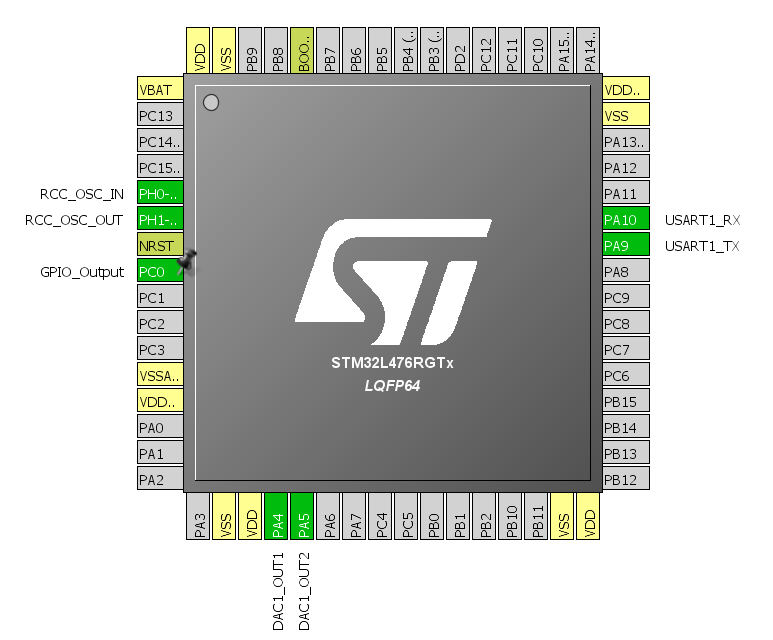 VDD
VSS
PB9
PB8
BOO..
PB7
PB6
PB5
PB4 (..
PB3 (..
PD2
PC12
PC11
PC10
PA15..
PA14..
VBAT
PC13
PC14..
PC15..
RCC_OSC_IN PH0-..
RCC_OSC_OUT PH1-..
NRST
GPIO_Output PC0
PC1
PC2
PC3
VSSA..
VDD..
PA0
PA1
PA2
VDD..
VSS
PA13..
PA12
PA11
PA10 USART1_RX
PA9 USART1_TX
PA8
PC9
PC8
PC7
PC6
PB15
PB14
PB13
PB12
ST
STM32L476RGTx
LQFP64
PA3
VSS
VDD
PA4
PA5
PA6
PA7
PC4
PC5
PB0
PB1
PB2
PB10
PB11
VSS
VDD
DAC1_OUT1
DAC1_OUT2